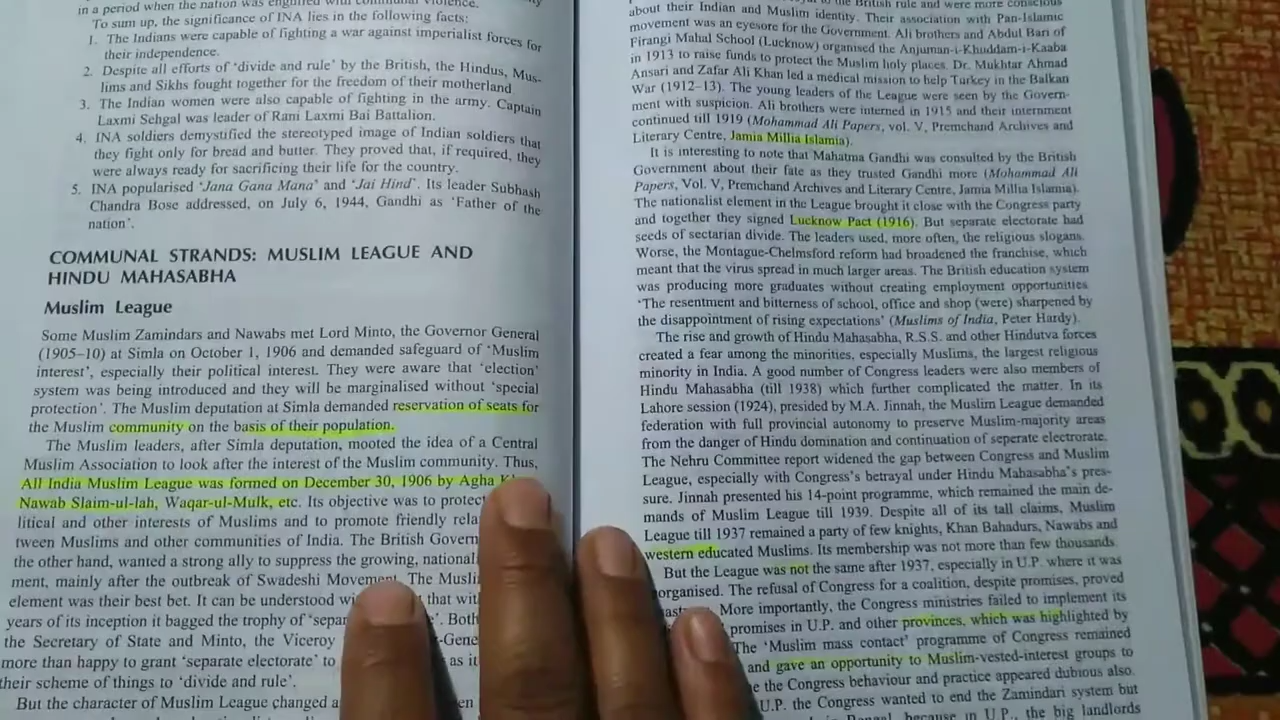 in a period when the nation was engulfed with communal violence.
To sum up, the significance of INA lies in the following facts:
1. The Indians were capable of fighting a war against imperialist forces for
their independence.
2. Despite all efforts of 'divide and rule' by the British, the Hindus, Mus-
lims and Sikhs fought together for the freedom of their motherland
3. The Indian women were also capable of fighting in the army. Captain
Laxmi Sehgal was leader of Rani Laxmi Bai Battalion.
4. INA soldiers demystified the stereotyped image of Indian soldiers that
they fight only for bread and butter. They proved that, if required, they
were always ready for sacrificing their life for the country.
5. INA popularised 'Jana Gana Mana' and 'Jai Hind'. Its leader Subhash
Chandra Bose addressed, on July 6, 1944, Gandhi as 'Father of the
nation'.
COMMUNAL STRANDS: MUSLIM LEAGUE AND
HINDU MAHASABHA
Muslim League
Some Muslim Zamindars and Nawabs met Lord Minto, the Governor General
(1905–10) at Simla on October 1, 1906 and demanded safeguard of 'Muslim
interest', especially their political interest. They were aware that 'election'
system was being introduced and they will be marginalised without 'special
protection'. The Muslim deputation at Simla demanded reservation of seats for
the Muslim community on the basis of their population.
The Muslim leaders, after Simla deputation, mooted the idea of a Central
Muslim Association to look after the interest of the Muslim community. Thus,
All India Muslim League was formed on December 30, 1906 by Agha
Nawab Slaim-ul-lah, Waqar-ul-Mulk, etc. Its objective was to protect
litical and other interests of Muslims and to promote friendly rela
tween Muslims and other communities of India. The British Govern
the other hand, wanted a strong ally to suppress the growing, national
ment, mainly after the outbreak of Swadeshi Movement. The Musli
element was their best bet. It can be understood that wit
years of its inception it bagged the trophy of 'separ Both
the Secretary of State and Minto, the Viceroy -Gene
more than happy to grant 'separate electorate' to as it
their scheme of things to 'divide and rule'.
But the character of Muslim League changed a
about their Indian and Muslim identity. Their association with Pan-Islamic
movement was an eyesore for the Government. Ali brothers and Abdul Bari of
Firangi Mahal School (Lucknow) organised the Anjuman-i-Khuddam-i-Kaaba
in 1913 to raise funds to protect the Muslim holy places. Dr. Mukhtar Ahmad
Ansari and Zafar Ali Khan led a medical mission to help Turkey in the Balkan
War (1912–13). The young leaders of the League were seen by the Govern-
ment with suspicion. Ali brothers were interned in 1915 and their internment
continued till 1919 (Mohammad Ali Papers, vol. V, Premchand Archives and
Literary Centre, Jamia Millia Islamia).
It is interesting to note that Mahatma Gandhi was consulted by the British
Government about their fate as they trusted Gandhi more (Mohammad Ali
Papers, Vol. V, Premchand Archives and Literary Centre, Jamia Millia Islamia).
The nationalist element in the League brought it close with the Congress party
and together they signed Lucknow Pact (1916). But separate electorate had
seeds of sectarian divide. The leaders used, more often, the religious slogans.
Worse, the Montague-Chelmsford reform had broadened the franchise, which
meant that the virus spread in much larger areas. The British education system
was producing more graduates without creating employment opportunities
'The resentment and bitterness of school, office and shop (were) sharpened by
the disappointment of rising expectations' (Muslims of India, Peter Hardy).
The rise and growth of Hindu Mahasabha, R.S.S. and other Hindutva forces
created a fear among the minorities, especially Muslims, the largest religious
minority in India. A good number of Congress leaders were also members of
Hindu Mahasabha (till 1938) which further complicated the matter. In its
Lahore session (1924), presided by M.A. Jinnah, the Muslim League demanded
federation with full provincial autonomy to preserve Muslim-majority areas
from the danger of Hindu domination and continuation of seperate electorate.
The Nehru Committee report widened the gap between Congress and Muslim
League, especially with Congress's betrayal under Hindu Mahasabha's pres-
sure. Jinnah presented his 14-point programme, which remained the main de-
mands of Muslim League till 1939. Despite all of its tall claims, Muslim
League till 1937 remained a party of few knights, Khan Bahadurs, Nawabs and
western educated Muslims. Its membership was not more than few thousands
But the League was not the same after 1937, especially in U.P. where it was
organised. The refusal of Congress for a coalition, despite promises, proved
More importantly, the Congress ministries failed to implement its
promises in U.P. and other provinces, which was highlighted by
The 'Muslim mass contact' programme of Congress remained
and gave an opportunity to Muslim-vested-interest groups to
the Congress behaviour and practice appeared dubious also.
U.P. the Congress wanted to end the Zamindari system but
because in U.P., the big landlords